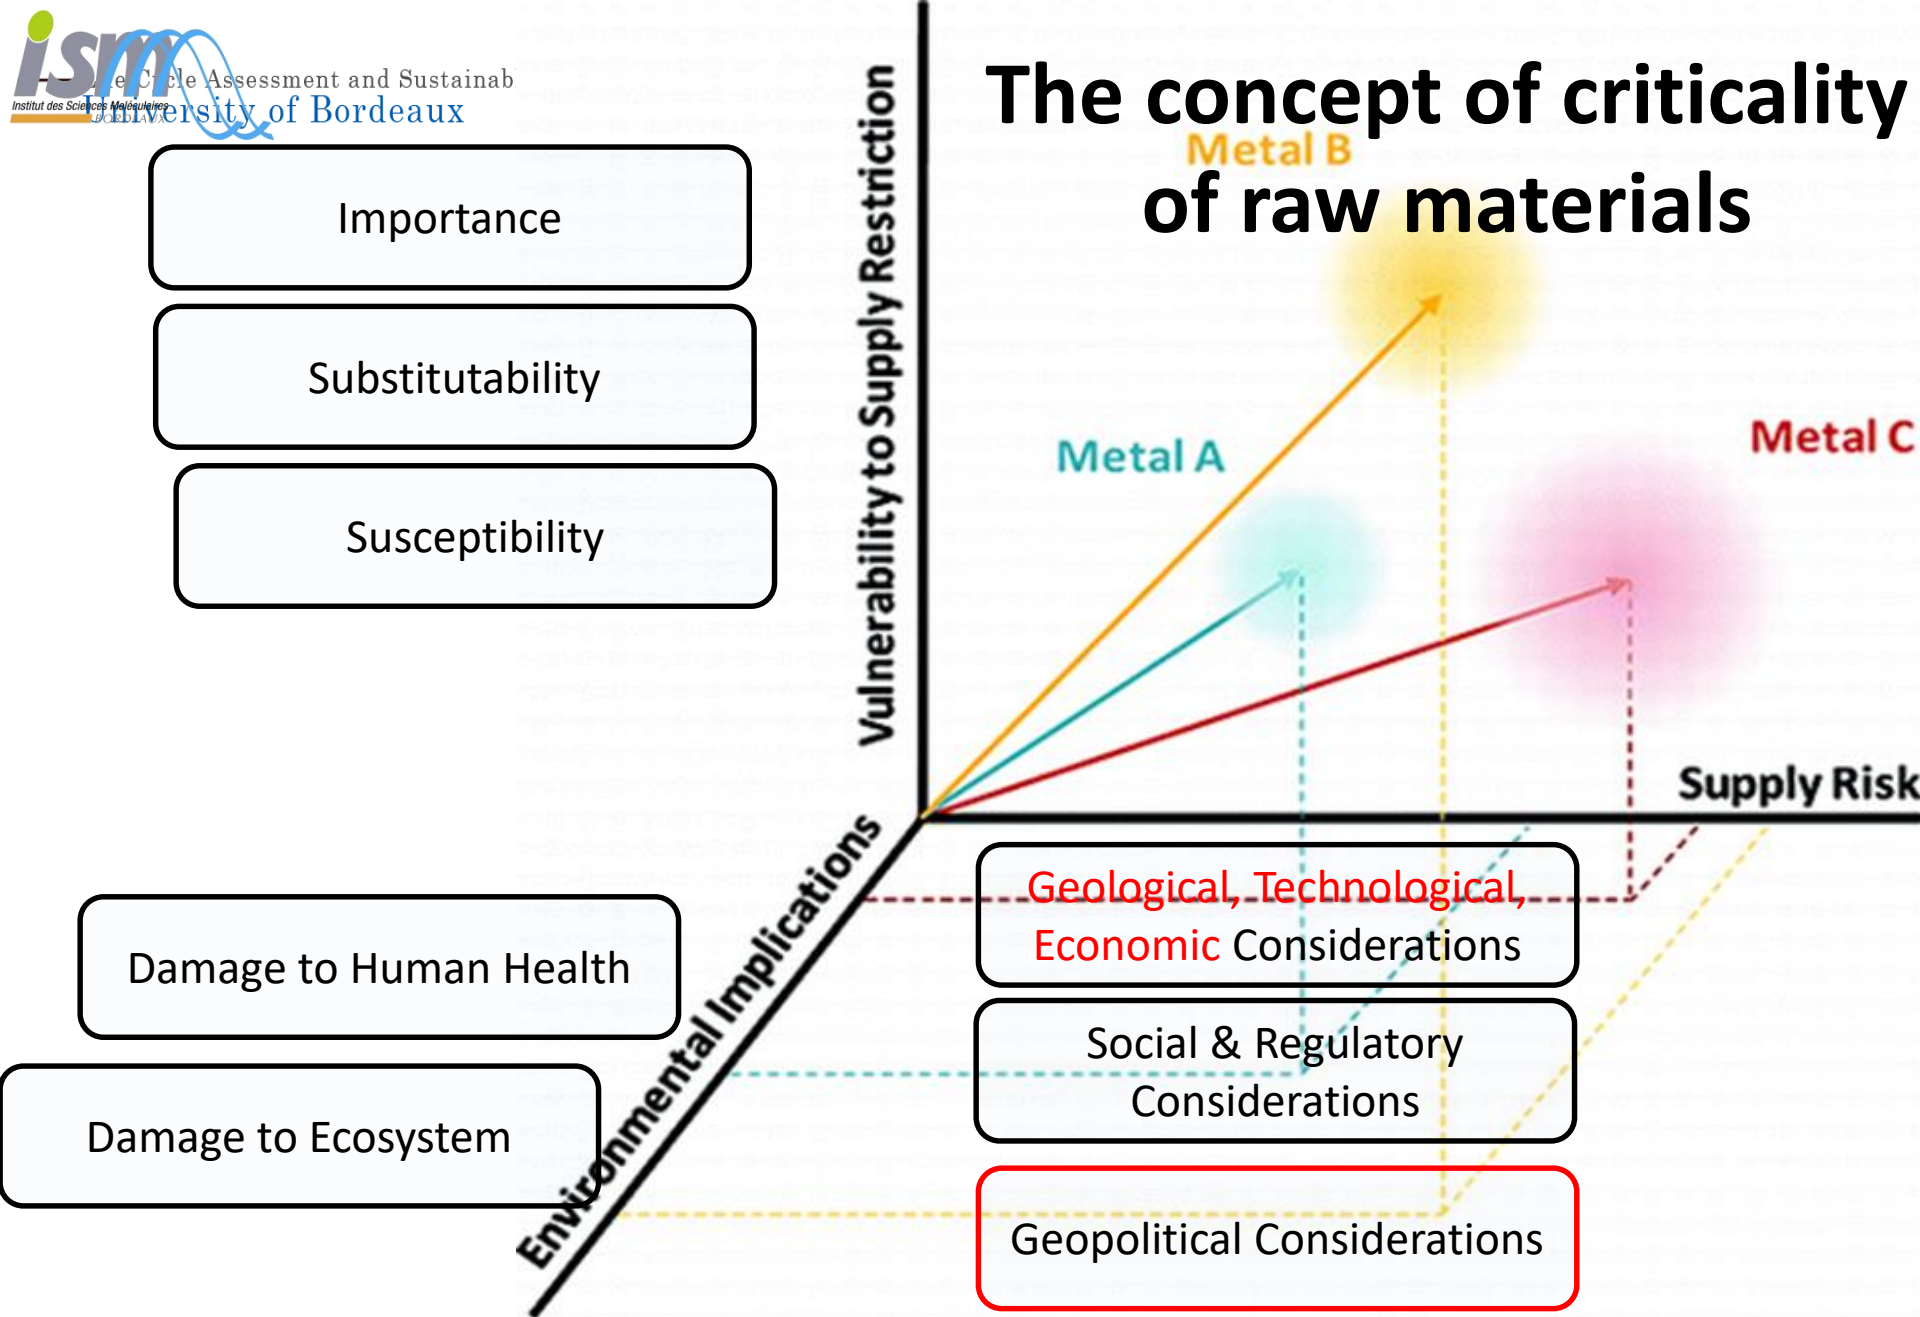 ism
Institut des Sciences Moléculaires
Cycle Assessment and Sustainab
University of Bordeaux
The concept of criticality
of raw materials
Importance
Substitutability
Susceptibility
Vulnerability to Supply Restriction
Metal B
Metal A
Metal C
Supply Risk
Environmental Implications
Damage to Human Health
Damage to Ecosystem
Geological, Technological,
Economic Considerations
Social & Regulatory
Considerations
Geopolitical Considerations